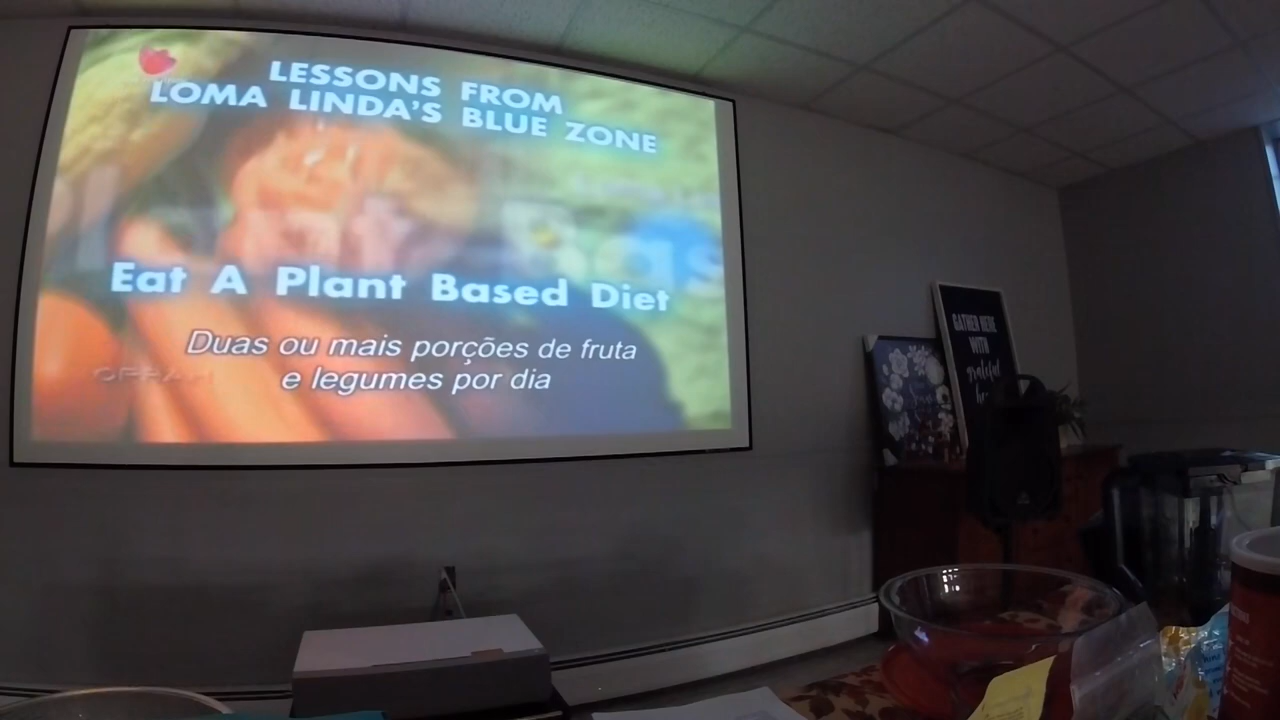 LESSONS FROM
LOMA LINDA'S BLUE ZONE
Eat A Plant Based Diet
Duas ou mais porções de fruta
e legumes por dia
GATHER HERE
WITH
grateful